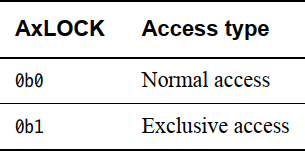 AxLOCK Access type
0b0 Normal access
0b1 Exclusive access